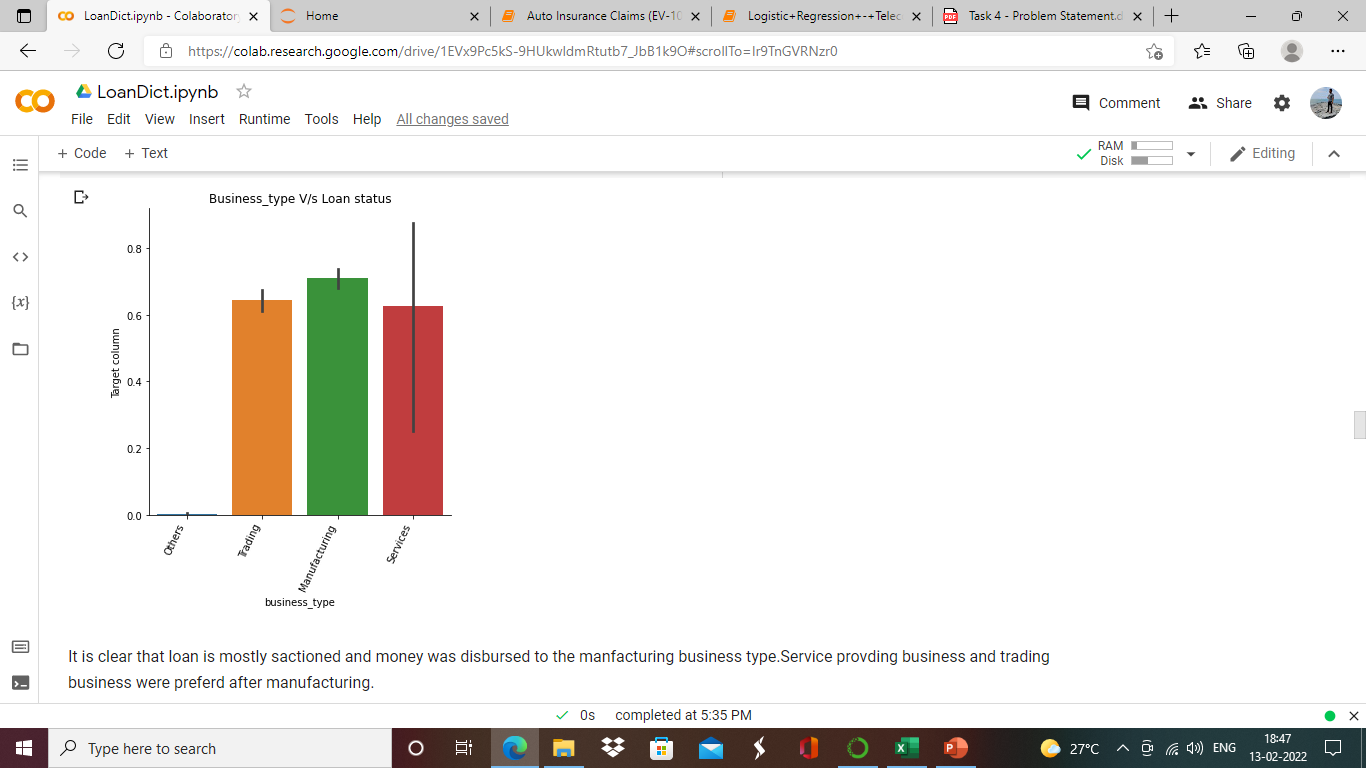 LoanDict.ipynb - Colaboratory
Home
Auto Insurance Claims (EV-10
Logistic+Regression+-+Telec
PDF
Task 4 - Problem Statement.d
https://colab.research.google.com/drive/1EVx9Pc5kS-9HUkwIdmRtutb7_JbB1k9O#scrollTo=Ir9TnGVRNzr0
LoanDict.ipynb
Comment
Share
File Edit View Insert Runtime Tools Help All changes saved
+ Code + Text
RAM
Disk
Editing
Business_type V/s Loan status
0.8
0.6
0.4
0.2
0.0
Target column
Others
Trading
Manufacturing
Services
business_type
{x}
It is clear that loan is mostly sactioned and money was disbursed to the manfacturing business type.Service provding business and trading
business were preferd after manufacturing.
0s completed at 5:35 PM
Type here to search
27°C
ENG
18:47
13-02-2022